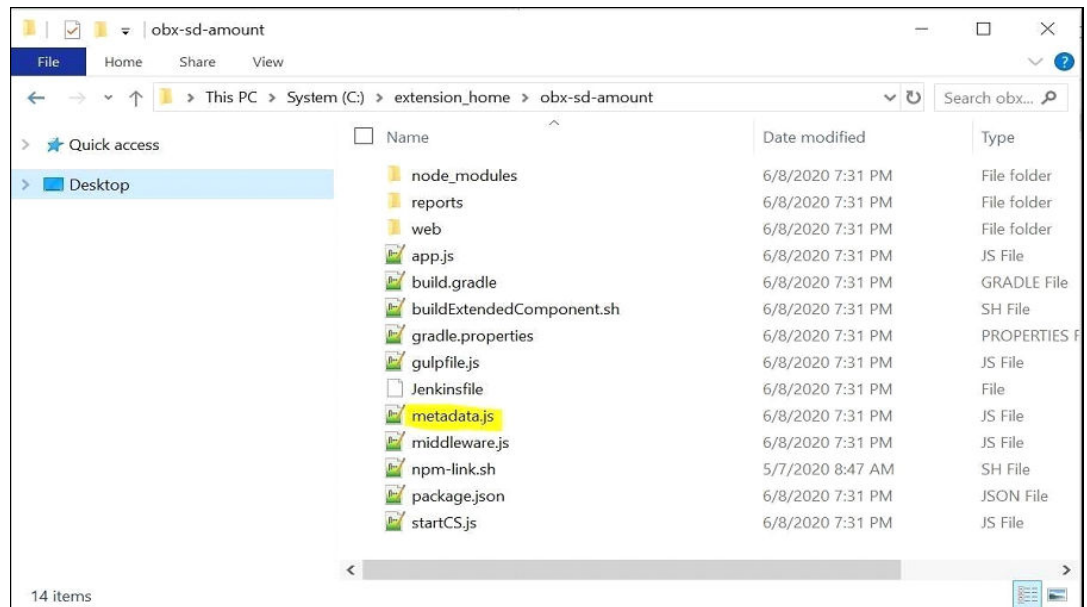 obx-sd-amount
File Home Share View
This PC > System (C:) > extension_home > obx-sd-amount Search obx...
Quick access
Desktop
Name Date modified Type
node_modules 6/8/2020 7:31 PM File folder
reports 6/8/2020 7:31 PM File folder
web 6/8/2020 7:31 PM File folder
app.js 6/8/2020 7:31 PM JS File
build.gradle 6/8/2020 7:31 PM GRADLE File
buildExtendedComponent.sh 6/8/2020 7:31 PM SH File
gradle.properties 6/8/2020 7:31 PM PROPERTIES F
gulpfile.js 6/8/2020 7:31 PM JS File
Jenkinsfile 6/8/2020 7:31 PM File
metadata.js 6/8/2020 7:31 PM JS File
middleware.js 6/8/2020 7:31 PM JS File
npm-link.sh 5/7/2020 8:47 AM SH File
package.json 6/8/2020 7:31 PM JSON File
startCS.js 6/8/2020 7:31 PM JS File
14 items